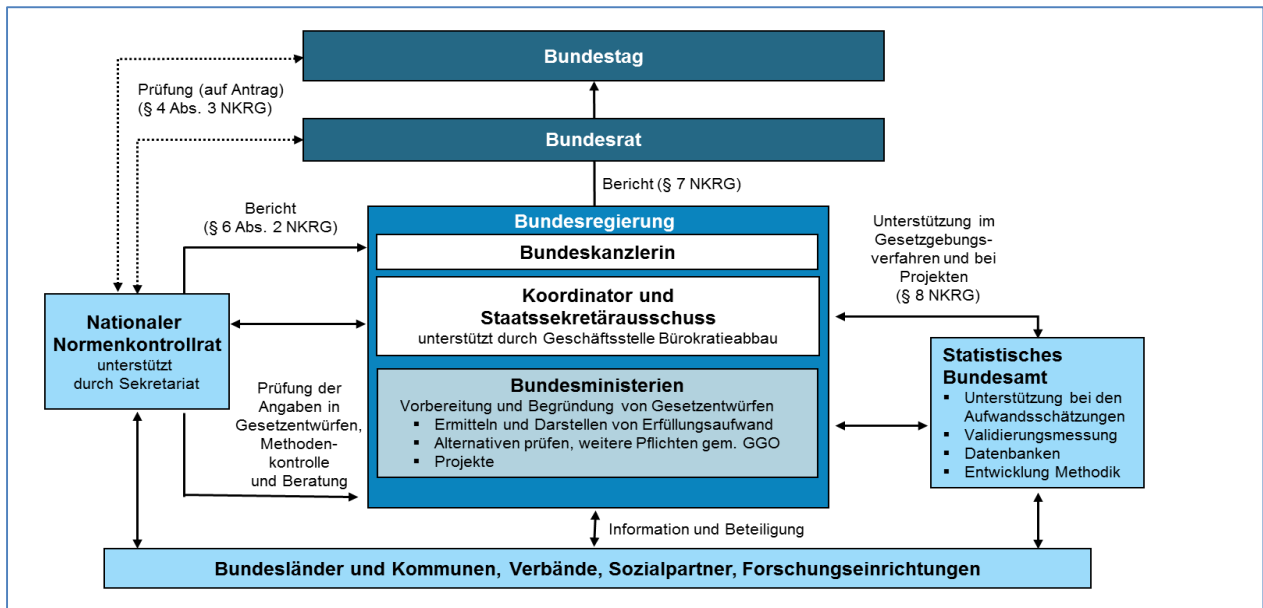 Bundestag
Prüfung (auf Antrag)
(§ 4 Abs. 3 NKRG)
Bundesrat
Bericht (§ 7 NKRG)
Bericht
(§ 6 Abs. 2 NKRG)
Bundesregierung
Bundeskanzlerin
Koordinator und
Staatssekretärausschuss
unterstützt durch Geschäftsstelle Bürokratieabbau
Unterstützung im
Gesetzgebungs-
verfahren und bei
Projekten
(§ 8 NKRG)
Nationaler
Normenkontrollrat
unterstützt
durch Sekretariat
Prüfung der
Angaben in
Gesetzentwürfen,
Methoden-
kontrolle
und Beratung
Bundesministerien
Vorbereitung und Begründung von Gesetzentwürfen
▪ Ermitteln und Darstellen von Erfüllungsaufwand
▪ Alternativen prüfen, weitere Pflichten gem. GGO
▪ Projekte
Statistisches
Bundesamt
▪ Unterstützung bei den
Aufwandsschätzungen
▪ Validierungsmessung
▪ Datenbanken
▪ Entwicklung Methodik
Information und Beteiligung
Bundesländer und Kommunen, Verbände, Sozialpartner, Forschungseinrichtungen